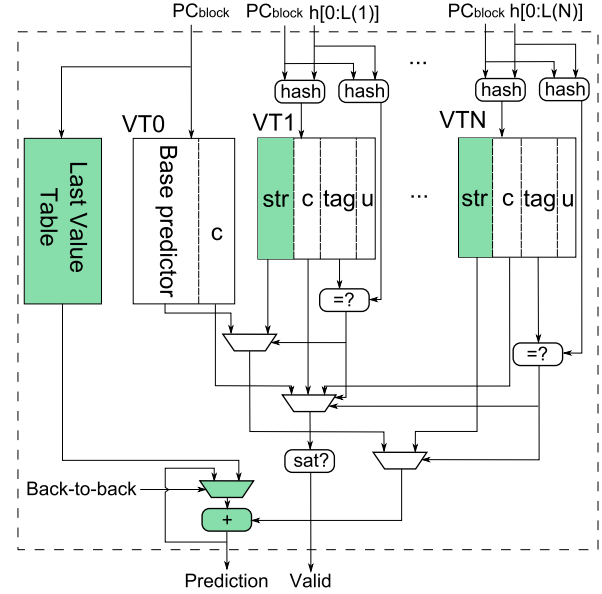 PCblock PCblock h[0:L(1)] PCblock h[0:L(N)]
... 
hash hash hash hash
VT0 VT1 VTN
Last Value
Table
Base predictor
c
str c tag u
...
str c tag u
=?
=?
sat?
Back-to-back
+
Prediction Valid